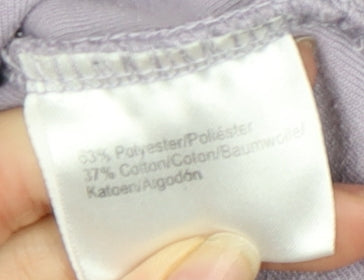 63% Polyester/Poliéster
37% Cotton/Coton/Baumwolle/
Katoen/Algodón